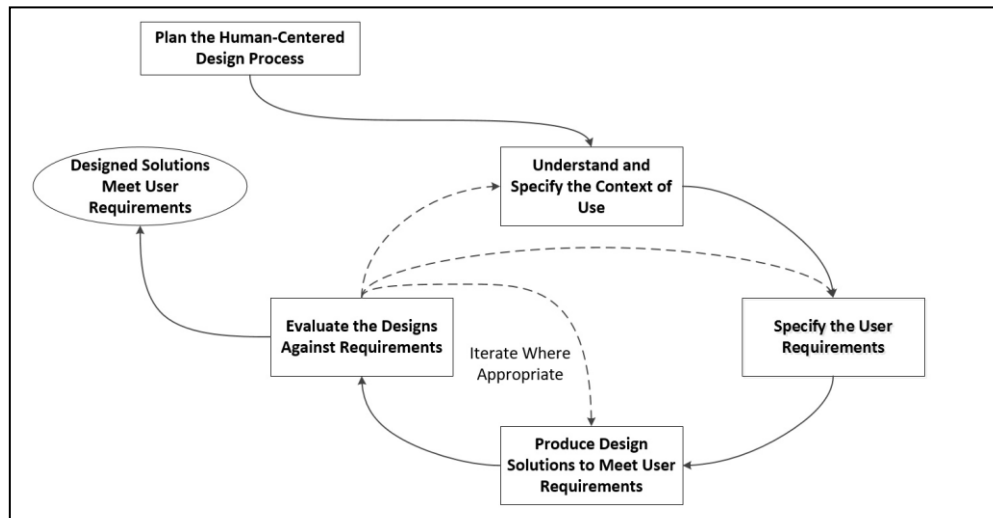 Plan the Human-Centered
Design Process
Designed Solutions
Meet User
Requirements
Understand and
Specify the Context of
Use
Evaluate the Designs
Against Requirements
Specify the User
Requirements
Iterate Where
Appropriate
Produce Design
Solutions to Meet User
Requirements